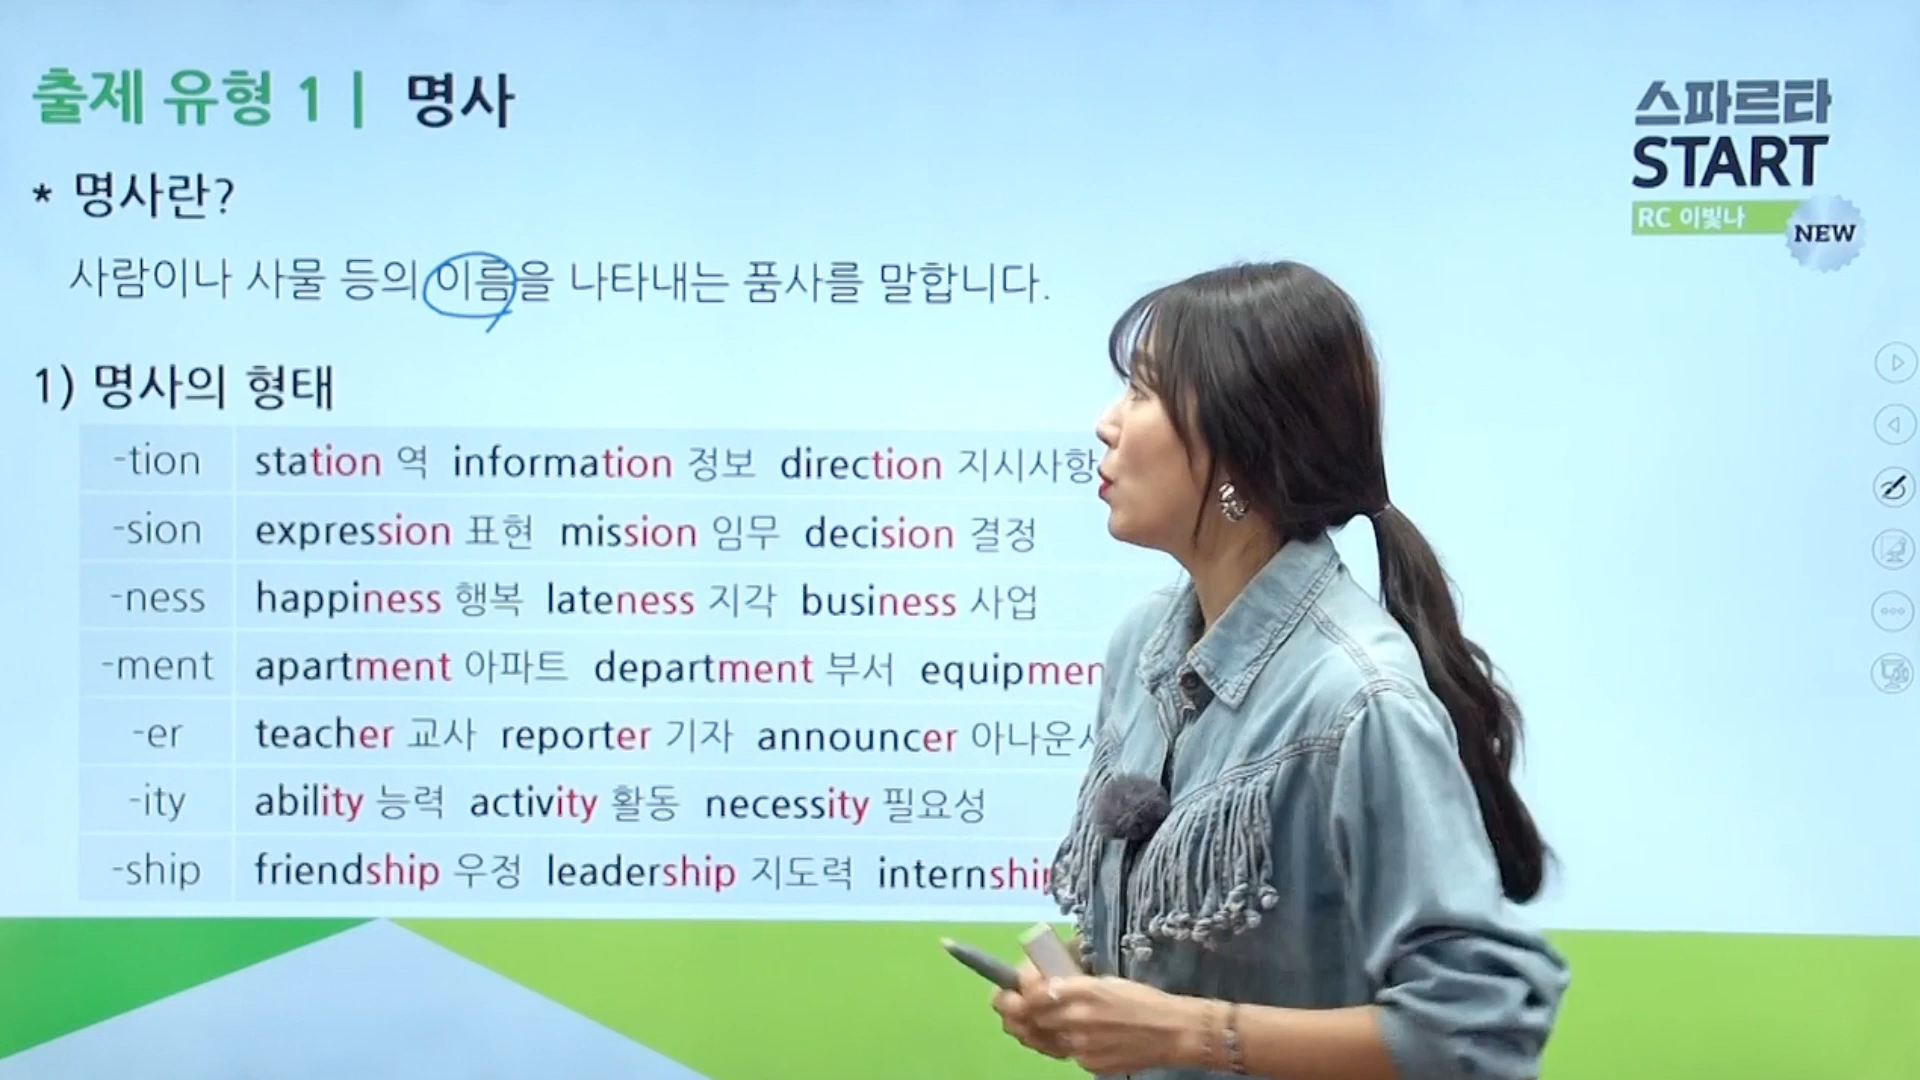 출제 유형 1 | 명사
스파르타
START
RC 이빛나
NEW
* 명사란?
사람이나 사물 등의 이름을 나타내는 품사를 말합니다.
1) 명사의 형태
-tion station 역 information 정보 direction 지시사항
-sion expression 표현 mission 임무 decision 결정
-ness happiness 행복 lateness 지각 business 사업
-ment apartment 아파트 department 부서
-er teacher 교사 reporter 기자 announcer
-ity ability 능력 activity 활동 necessity 필요성
-ship friendship 우정 leadership 지도력